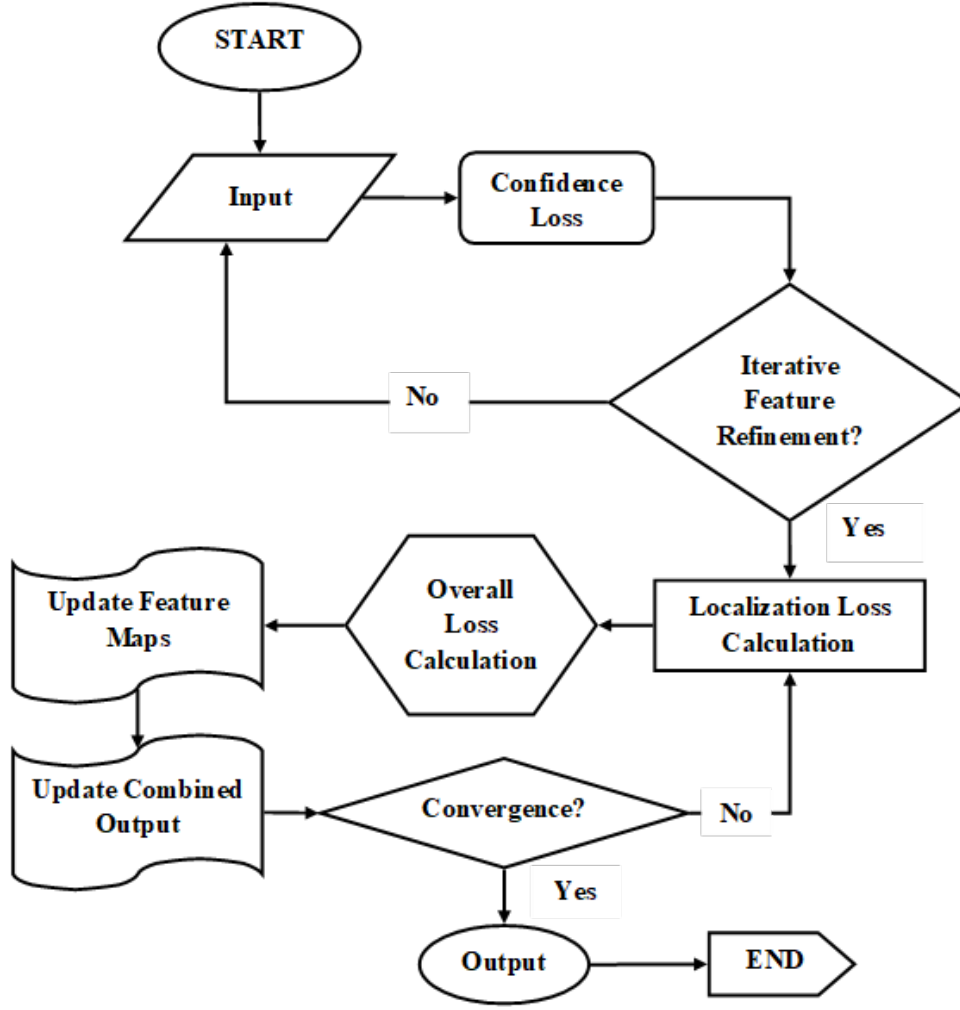 START
Input
Confidence
Loss
Iterative
Feature
Refinement?
No
Yes
Localization Loss
Calculation
Overall
Loss
Calculation
Update Feature
Maps
Update Combined
Output
Convergence?
No
Yes
Output
END